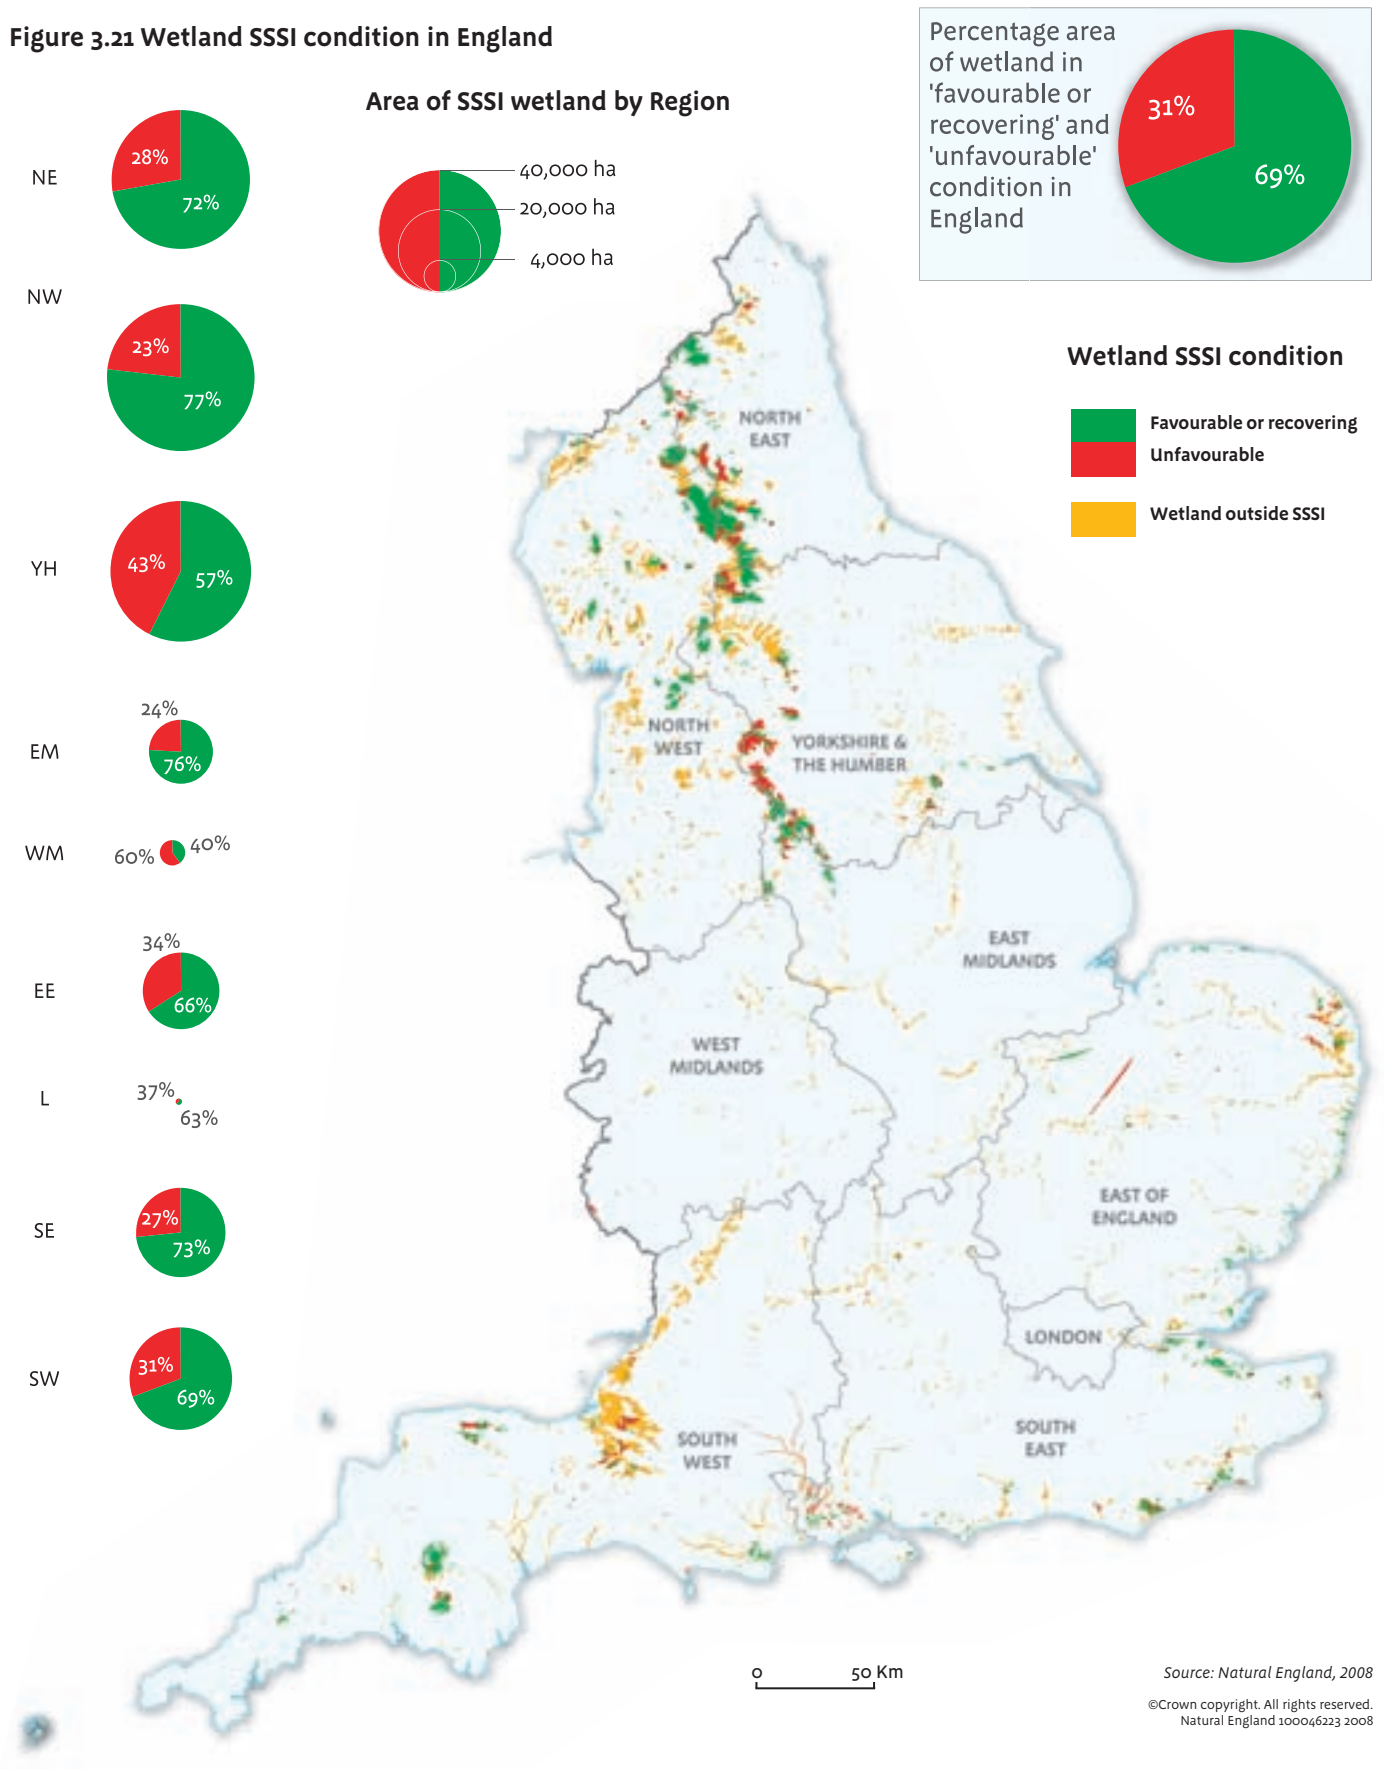 Figure 3.21 Wetland SSSI condition in England
Percentage area
of wetland in
'favourable or
recovering' and
'unfavourable'
condition in
England
31%
69%
Area of SSSI wetland by Region
40,000 ha
20,000 ha
4,000 ha
NE
28%
72%
NW
23%
77%
YH
43%
57%
EM
24%
76%
WM
60%
40%
EE
34%
66%
L
37%
63%
SE
27%
73%
SW
31%
69%
Wetland SSSI condition
Favourable or recovering
Unfavourable
Wetland outside SSSI
NORTH
EAST
NORTH
WEST
YORKSHIRE &
THE HUMBER
EAST
MIDLANDS
WEST
MIDLANDS
EAST OF
ENGLAND
LONDON
SOUTH
EAST
SOUTH
WEST
0 50 Km
Source: Natural England, 2008
©Crown copyright. All rights reserved.
Natural England 100046223 2008